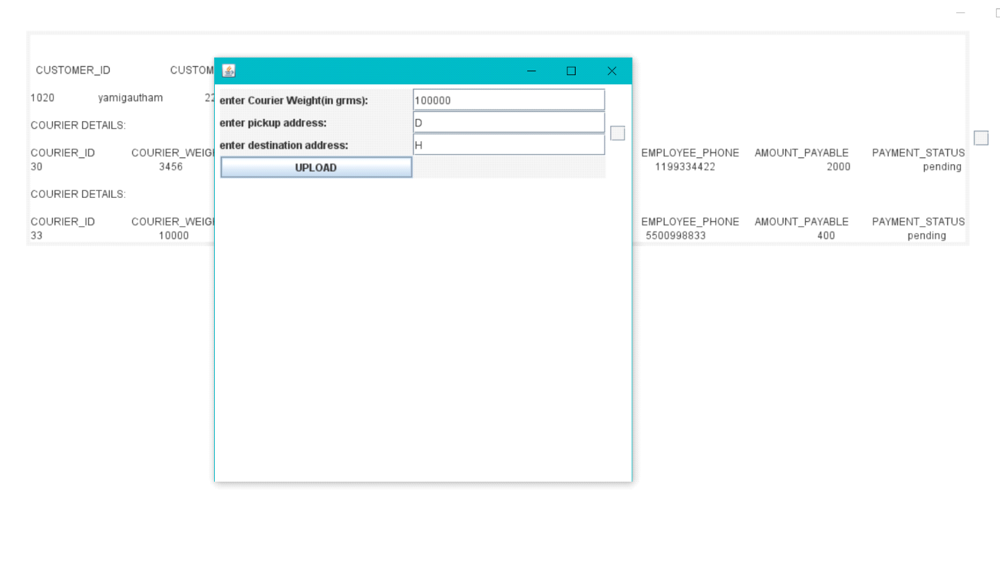 CUSTOMER_ID CUSTOM
1020 yamigautham 22
COURIER DETAILS:
COURIER_ID COURIER_WEIGH EMPLOYEE_PHONE AMOUNT_PAYABLE PAYMENT_STATUS
30 3456 1199334422 2000 pending
COURIER DETAILS:
COURIER_ID COURIER_WEIGH EMPLOYEE_PHONE AMOUNT_PAYABLE PAYMENT_STATUS
33 10000 5500998833 400 pending
enter Courier Weight(in grms): 100000
enter pickup address: D
enter destination address: H
UPLOAD